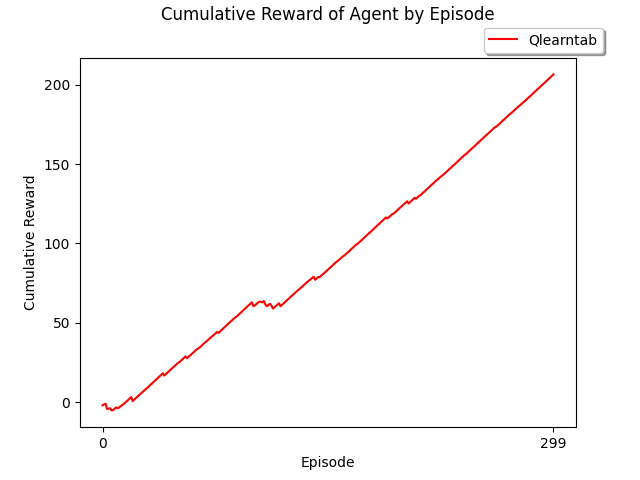 Cumulative Reward of Agent by Episode
Qlearntab
200
150
100
50
0
Cumulative Reward
0
299
Episode